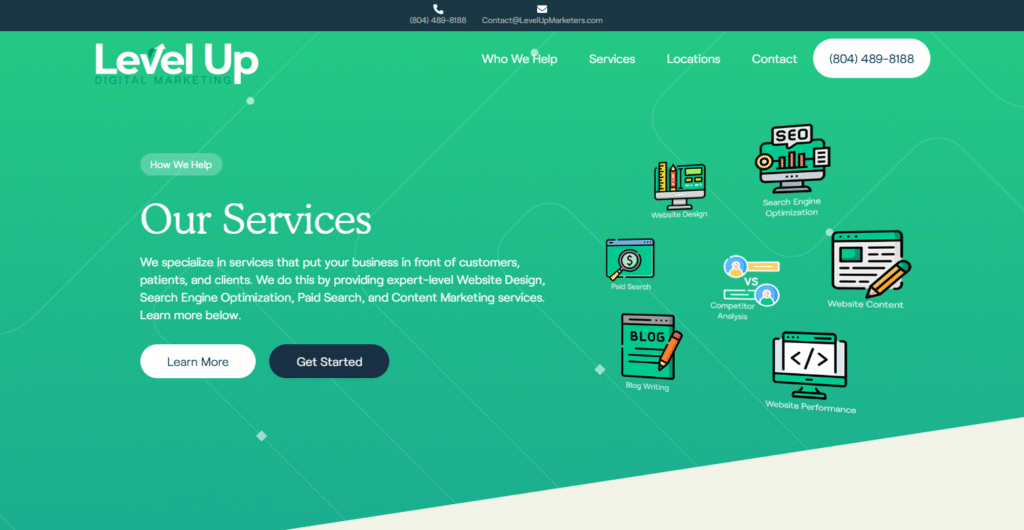 (804) 489-8188
Contact@LevelUpMarketers.com
Level Up
DIGITAL MARKETING
Who We Help
Services
Locations
Contact
(804) 489-8188
How We Help
Our Services
We specialize in services that put your business in front of customers,
patients, and clients. We do this by providing expert-level Website Design,
Search Engine Optimization, Paid Search, and Content Marketing services.
Learn more below.
Learn More
Get Started
SEO
Search Engine
Optimization
Website Design
$
Paid Search
VS
Competitor
Analysis
Website Content
BLOG
Blog Writing
</>
Website Performance